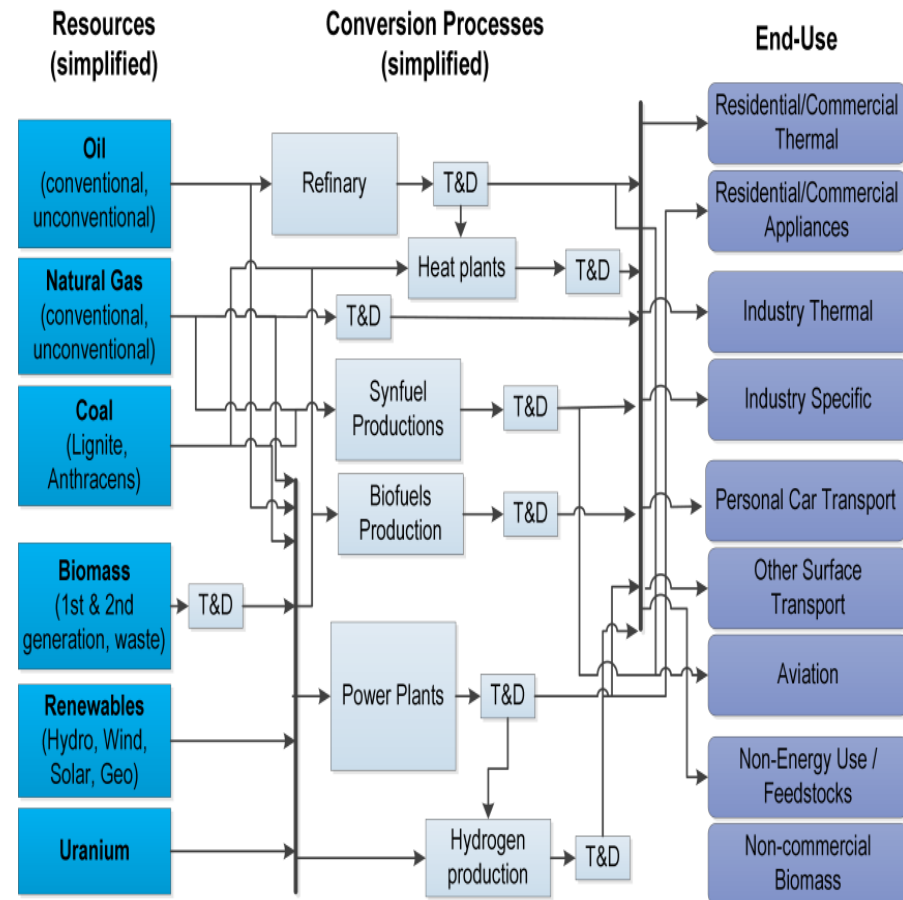 Resources
(simplified)
Conversion Processes
(simplified)
End-Use
Oil
(conventional,
unconventional)
Natural Gas
(conventional,
unconventional)
Coal
(Lignite,
Anthracens)
Biomass
(1st & 2nd
generation, waste)
Renewables
(Hydro, Wind,
Solar, Geo)
Uranium
T&D
Refinary
T&D
Heat plants
T&D
T&D
Synfuel
Productions
T&D
Biofuels
Production
T&D
Power Plants
T&D
Hydrogen
production
T&D
Residential/Commercial
Thermal
Residential/Commercial
Appliances
Industry Thermal
Industry Specific
Personal Car Transport
Other Surface
Transport
Aviation
Non-Energy Use /
Feedstocks
Non-commercial
Biomass